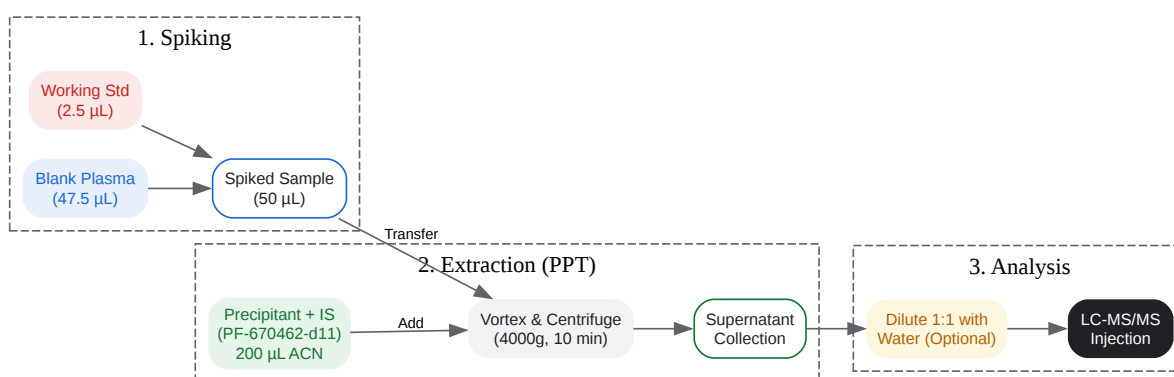 1. Spiking
Working Std
(2.5 µL)
Blank Plasma
(47.5 µL)
Spiked Sample
(50 µL)
Transfer
2. Extraction (PPT)
Precipitant + IS
(PF-670462-d11)
200 µL ACN
Add
Vortex & Centrifuge
(4000g, 10 min)
Supernatant
Collection
3. Analysis
Dilute 1:1 with
Water (Optional)
LC-MS/MS
Injection